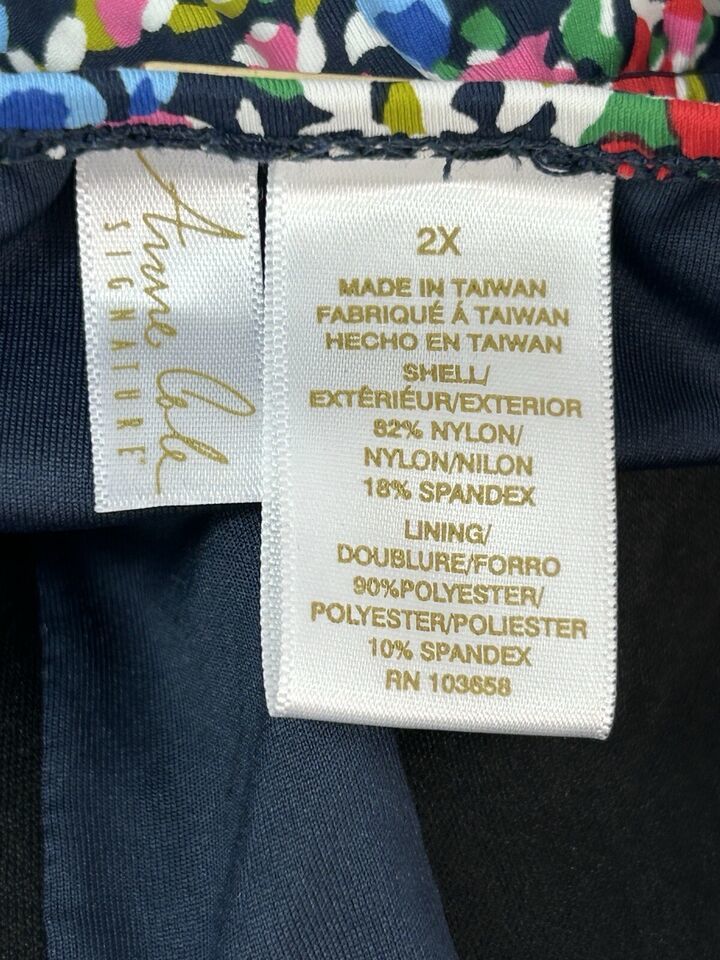 Anne Cole
SIGNATURE®
2X
MADE IN TAIWAN
FABRIQUÉ Á TAIWAN
HECHO EN TAIWAN
SHELL/
EXTÊRIÉUR/EXTERIOR
82% NYLON/
NYLON/NILON
18% SPANDEX
LINING/
DOUBLURE/FORRO
90%POLYESTER/
POLYESTER/POLIESTER
10% SPANDEX
RN 103658